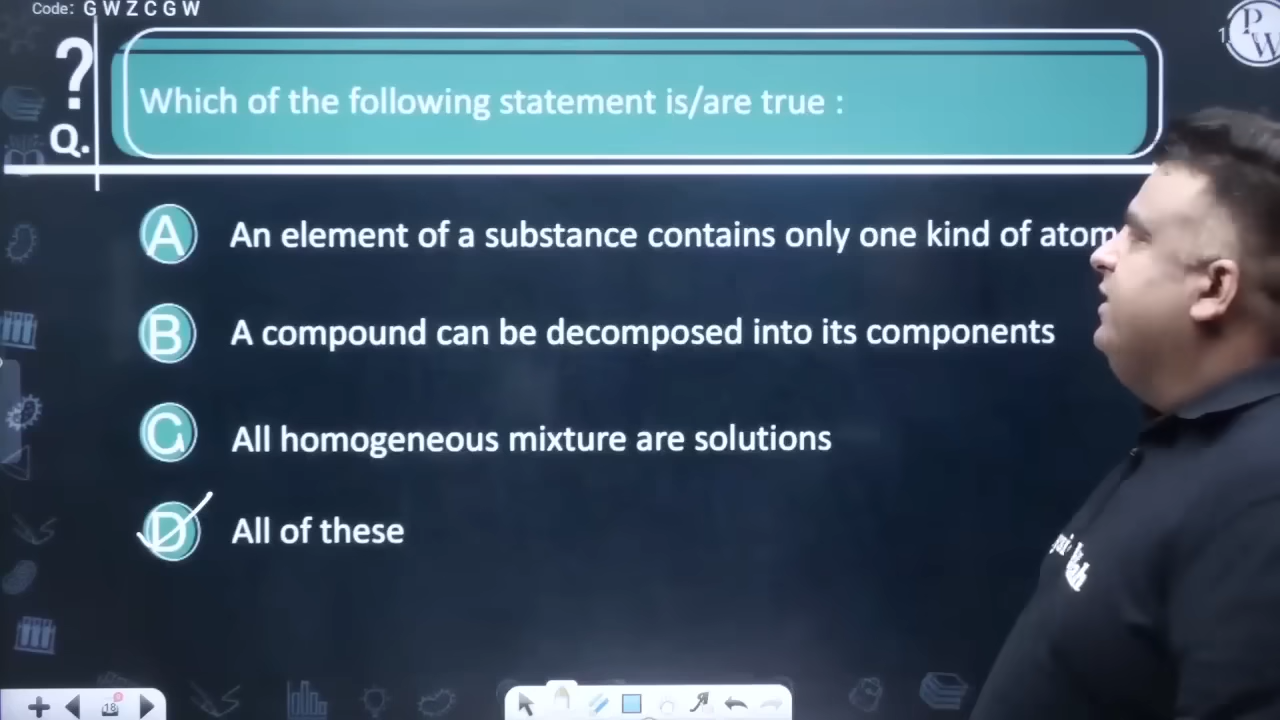 Code: G W Z C G W
P
W
?
Q.
Which of the following statement is/are true :
A An element of a substance contains only one kind of atom
B A compound can be decomposed into its components
C All homogeneous mixture are solutions
D All of these
18